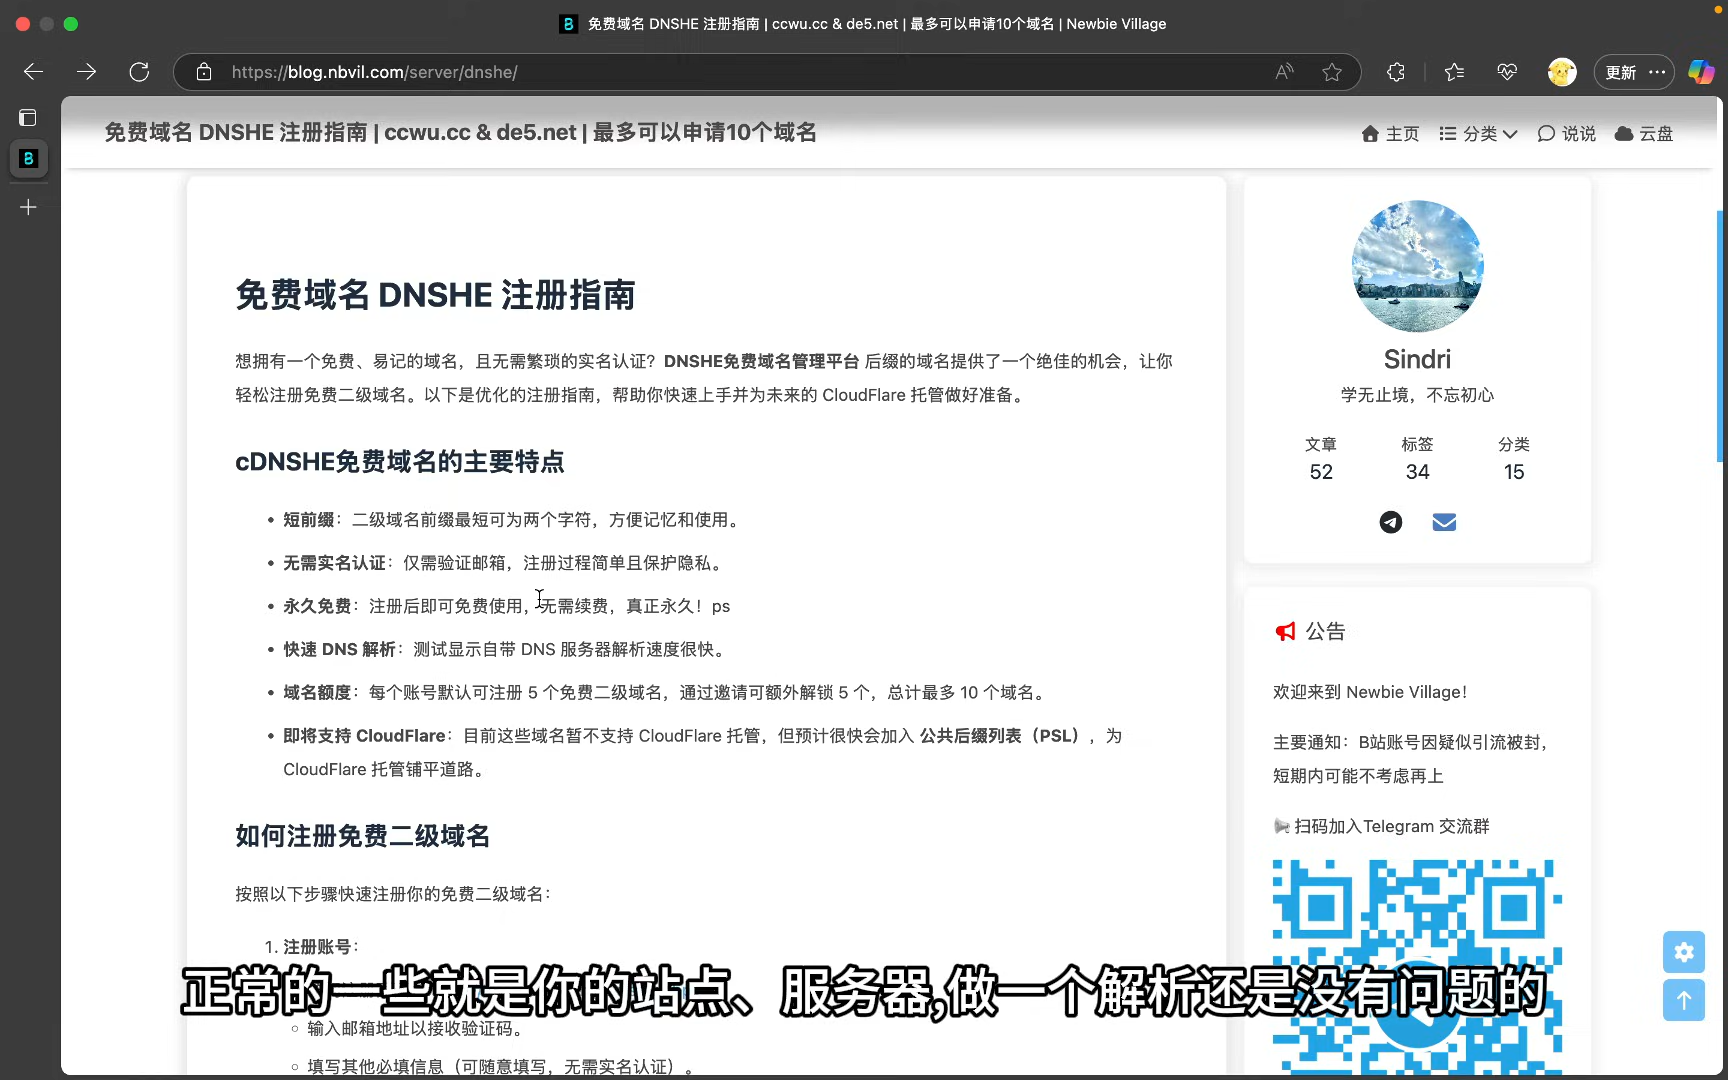 免费域名 DNSHE 注册指南 | ccwu.cc & de5.net | 最多可以申请10个域名 | Newbie Village
https://blog.nbvil.com/server/dnshe/
更新
免费域名 DNSHE 注册指南 | ccwu.cc & de5.net | 最多可以申请10个域名
主页 分类 说说 云盘
免费域名 DNSHE 注册指南
想拥有一个免费、易记的域名，且无需繁琐的实名认证？DNSHE免费域名管理平台 后缀的域名提供了一个绝佳的机会，让你
轻松注册免费二级域名。以下是优化的注册指南，帮助你快速上手并为未来的 CloudFlare 托管做好准备。
cDNSHE免费域名的主要特点
• 短前缀：二级域名前缀最短可为两个字符，方便记忆和使用。
• 无需实名认证：仅需验证邮箱，注册过程简单且保护隐私。
• 永久免费：注册后即可免费使用，无需续费，真正永久！ps
• 快速 DNS 解析：测试显示自带 DNS 服务器解析速度很快。
• 域名额度：每个账号默认可注册 5 个免费二级域名，通过邀请可额外解锁 5 个，总计最多 10 个域名。
• 即将支持 CloudFlare：目前这些域名暂不支持 CloudFlare 托管，但预计很快会加入 公共后缀列表（PSL），为
CloudFlare 托管铺平道路。
如何注册免费二级域名
按照以下步骤快速注册你的免费二级域名：
1. 注册账号：
正常的一些就是你的站点、服务器,做一个解析还是没有问题的
输入邮箱地址以接收验证码。
填写其他必填信息（可随意填写，无需实名认证）。
Sindri
学无止境，不忘初心
文章 标签 分类
52 34 15
公告
欢迎来到 Newbie Village！
主要通知：B站账号因疑似引流被封，
短期内可能不考虑再上
扫码加入Telegram 交流群